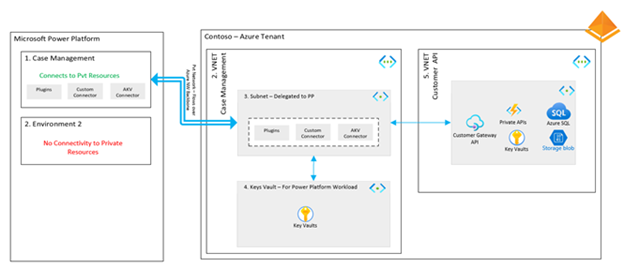 Microsoft Power Platform
1. Case Management
Connects to Pvt Resources
Plugins
Custom
Connector
AKV
Connector
2. Environment 2
No Connectivity to Private
Resources
Pvt Network – Flows over
Azure MS Backbone
Contoso – Azure Tenant
2. VNET
Case Management
3. Subnet – Delegated to PP
Plugins
Custom
Connector
AKV
Connector
4. Keys Vault – For Power Platform Workload
Key Vaults
5. VNET
Customer API
Customer Gateway
API
Private APIs
Key Vaults
SQL
Azure SQL
Storage blob